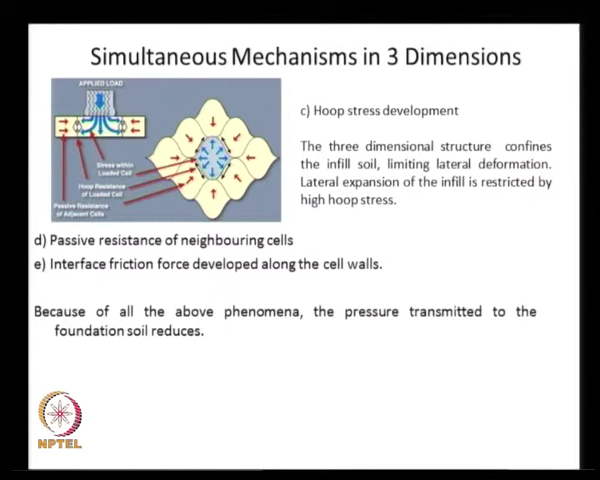 Simultaneous Mechanisms in 3 Dimensions
APPLIED LOAD
Stress within
Loaded Cell
Hoop Resistance
of Loaded Cell
Passive Resistance
of Adjacent Cells
c) Hoop stress development
The three dimensional structure confines
the infill soil, limiting lateral deformation.
Lateral expansion of the infill is restricted by
high hoop stress.
d) Passive resistance of neighbouring cells
e) Interface friction force developed along the cell walls.
Because of all the above phenomena, the pressure transmitted to the
foundation soil reduces.
NPTEL